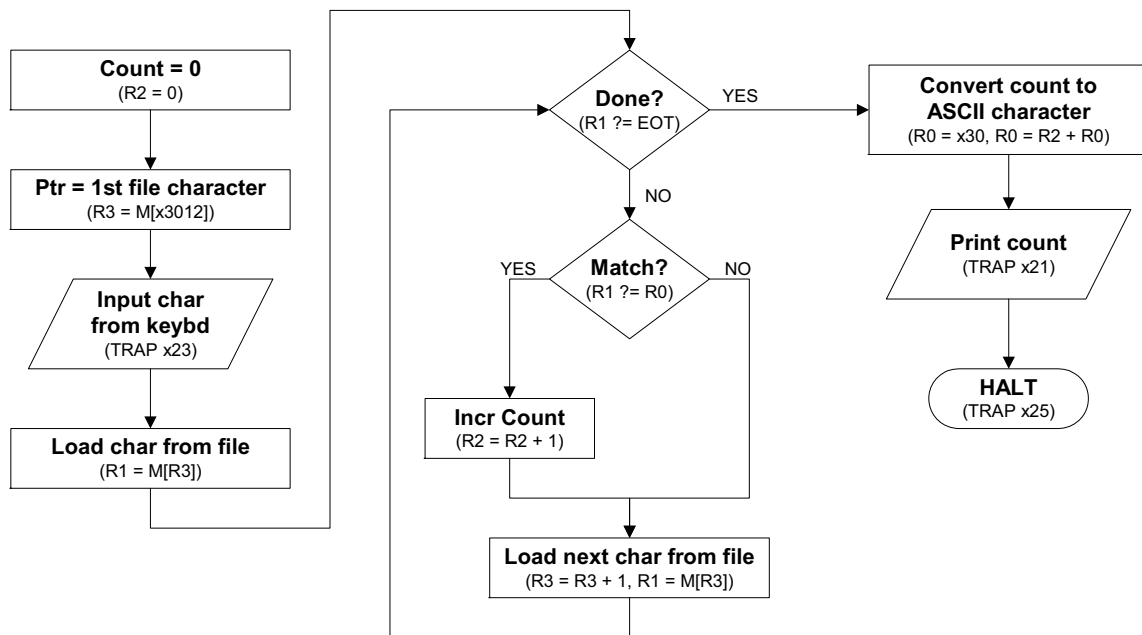 Count = 0
(R2 = 0)
Ptr = 1st file character
(R3 = M[x3012])
Input char
from keybd
(TRAP x23)
Load char from file
(R1 = M[R3])
Done?
(R1 ?= EOT)
YES
NO
Match?
(R1 ?= R0)
YES
NO
Incr Count
(R2 = R2 + 1)
Load next char from file
(R3 = R3 + 1, R1 = M[R3])
Convert count to
ASCII character
(R0 = x30, R0 = R2 + R0)
Print count
(TRAP x21)
HALT
(TRAP x25)